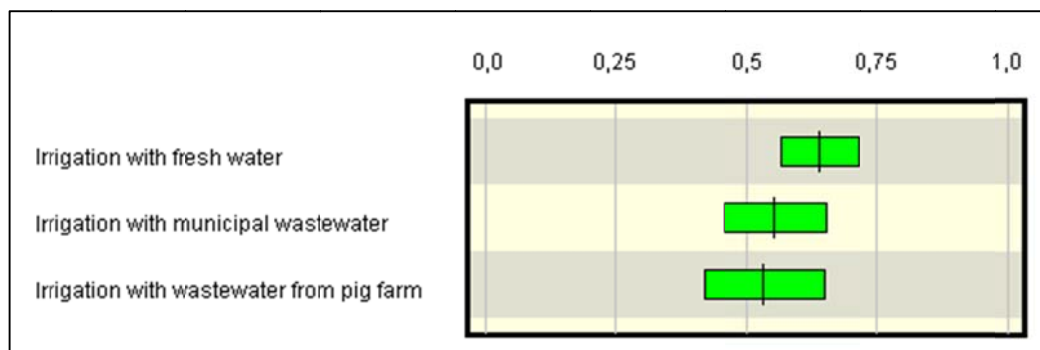 0,0 0,25 0,5 0,75 1,0
Irrigation with fresh water
Irrigation with municipal wastewater
Irrigation with wastewater from pig farm